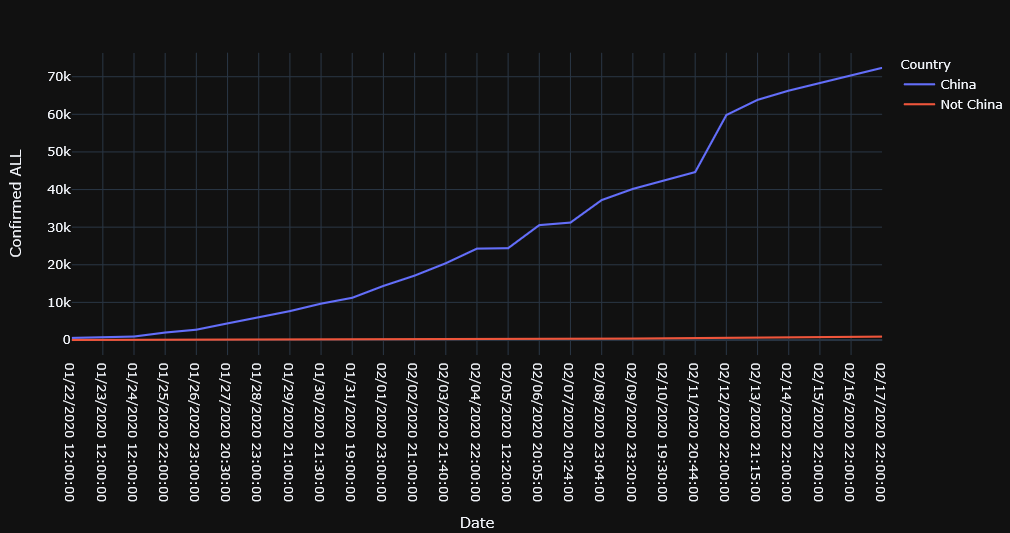 Country
China
Not China
Confirmed ALL
70k
60k
50k
40k
30k
20k
10k
0
01/22/2020 12:00:00
01/23/2020 12:00:00
01/24/2020 12:00:00
01/25/2020 22:00:00
01/26/2020 23:00:00
01/27/2020 20:30:00
01/28/2020 23:00:00
01/29/2020 21:00:00
01/30/2020 21:30:00
01/31/2020 19:00:00
02/01/2020 23:00:00
02/02/2020 21:00:00
02/03/2020 21:40:00
02/04/2020 22:00:00
02/05/2020 12:20:00
02/06/2020 20:05:00
02/07/2020 20:24:00
02/08/2020 23:04:00
02/09/2020 23:20:00
02/10/2020 19:30:00
02/11/2020 20:44:00
02/12/2020 22:00:00
02/13/2020 21:15:00
02/14/2020 22:00:00
02/15/2020 22:00:00
02/16/2020 22:00:00
02/17/2020 22:00:00
Date